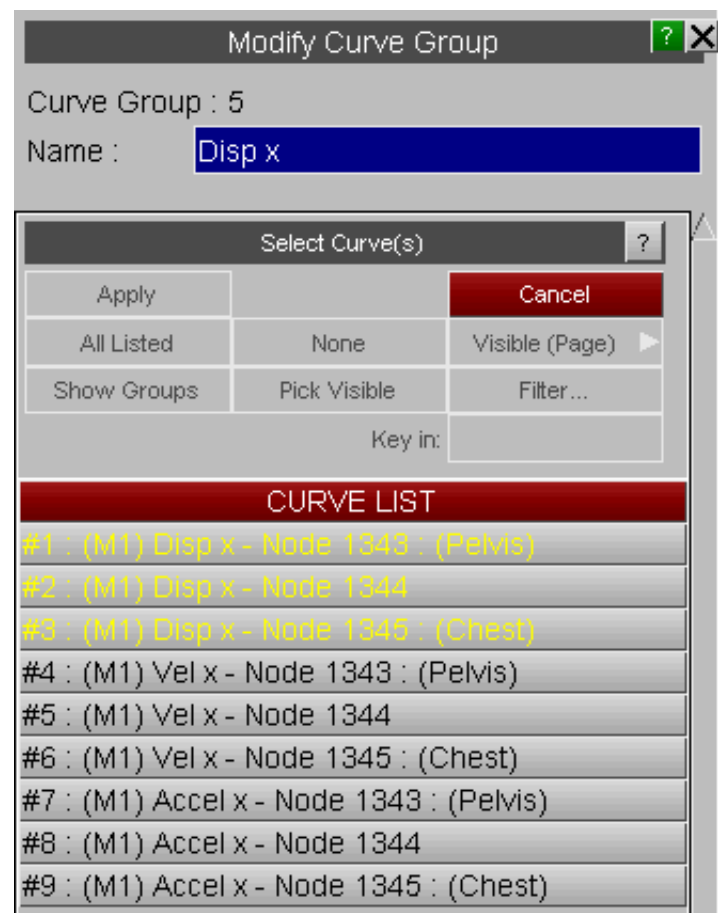 Modify Curve Group ? X
Curve Group : 5
Name : Disp x
Select Curve(s) ?
Apply Cancel
All Listed None Visible (Page)
Show Groups Pick Visible Filter...
Key in:
CURVE LIST
#1 : (M1) Disp x - Node 1343 : (Pelvis)
#2 : (M1) Disp x - Node 1344
#3 : (M1) Disp x - Node 1345 : (Chest)
#4 : (M1) Vel x - Node 1343 : (Pelvis)
#5 : (M1) Vel x - Node 1344
#6 : (M1) Vel x - Node 1345 : (Chest)
#7 : (M1) Accel x - Node 1343 : (Pelvis)
#8 : (M1) Accel x - Node 1344
#9 : (M1) Accel x - Node 1345 : (Chest)